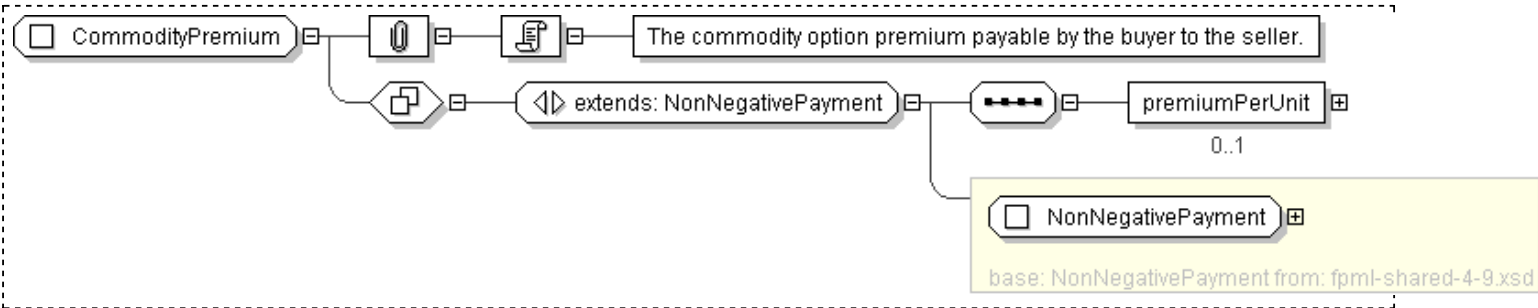 CommodityPremium
The commodity option premium payable by the buyer to the seller.
extends: NonNegativePayment
premiumPerUnit
0..1
NonNegativePayment
base: NonNegativePayment from: fpml-shared-4-9.xsd